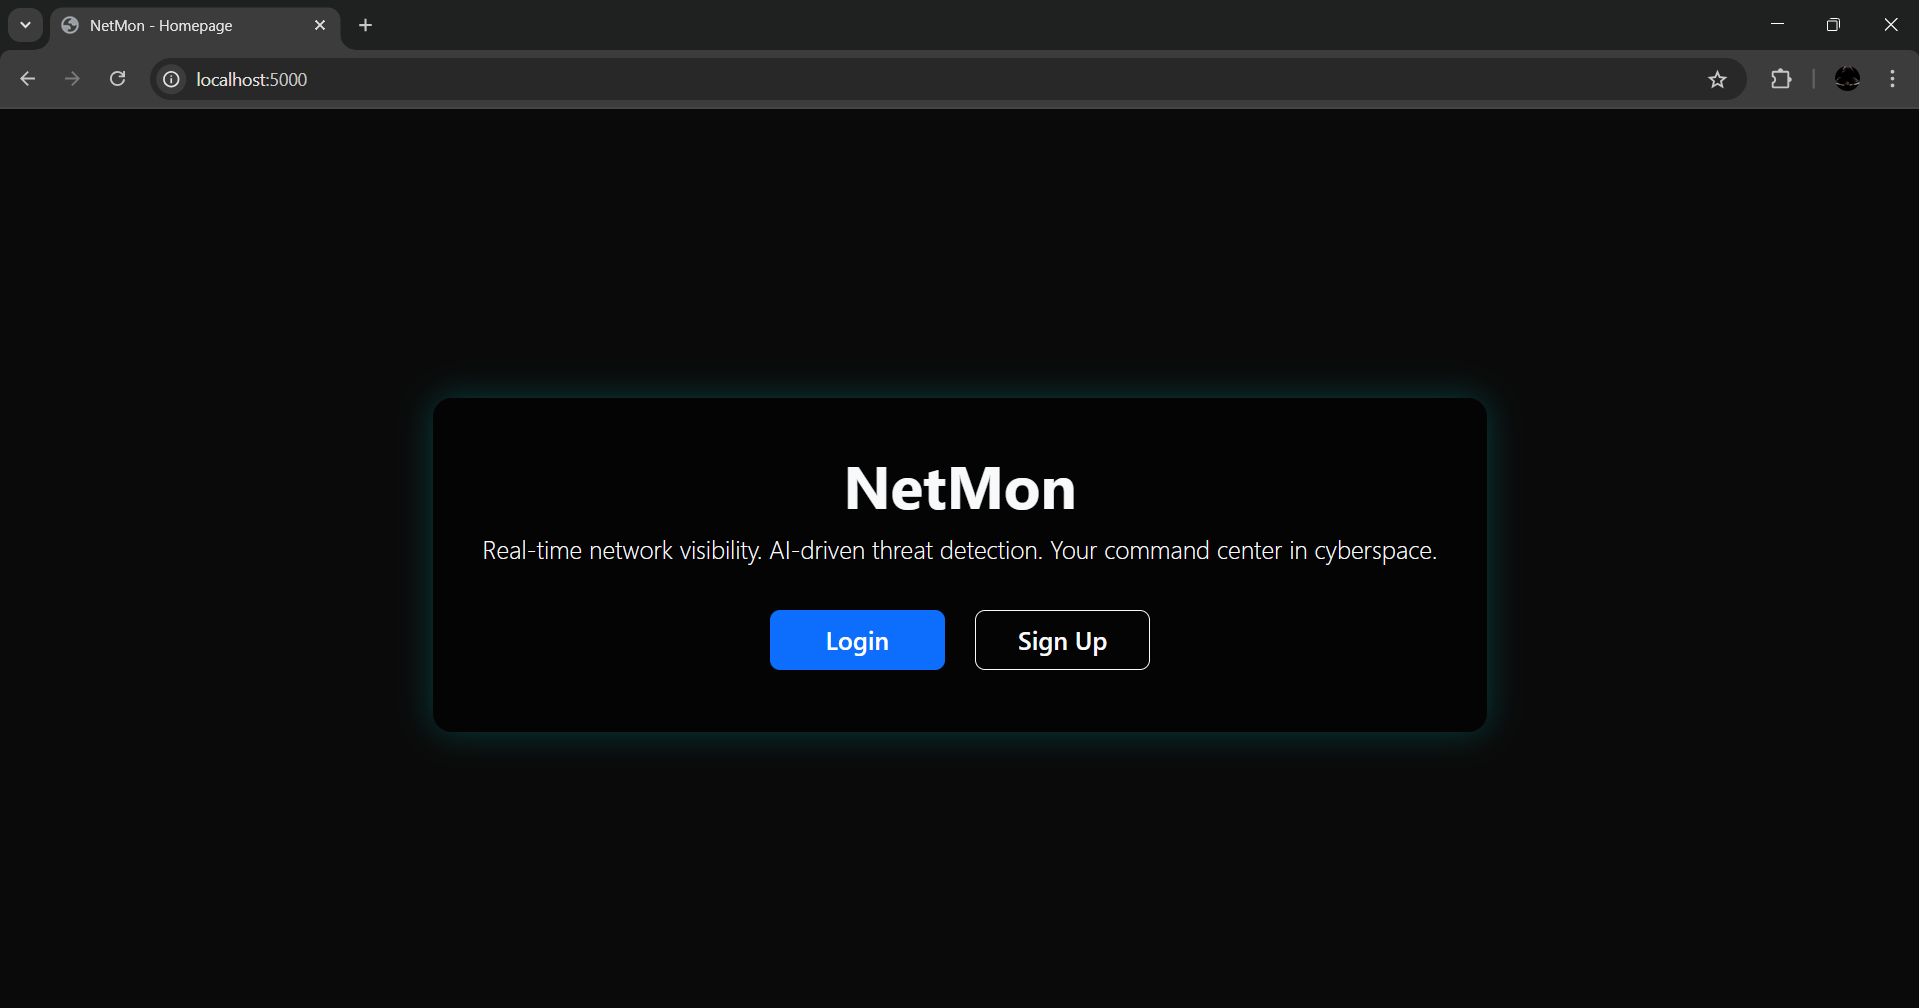 NetMon - Homepage
localhost:5000
NetMon
Real-time network visibility. AI-driven threat detection. Your command center in cyberspace.
Login
Sign Up